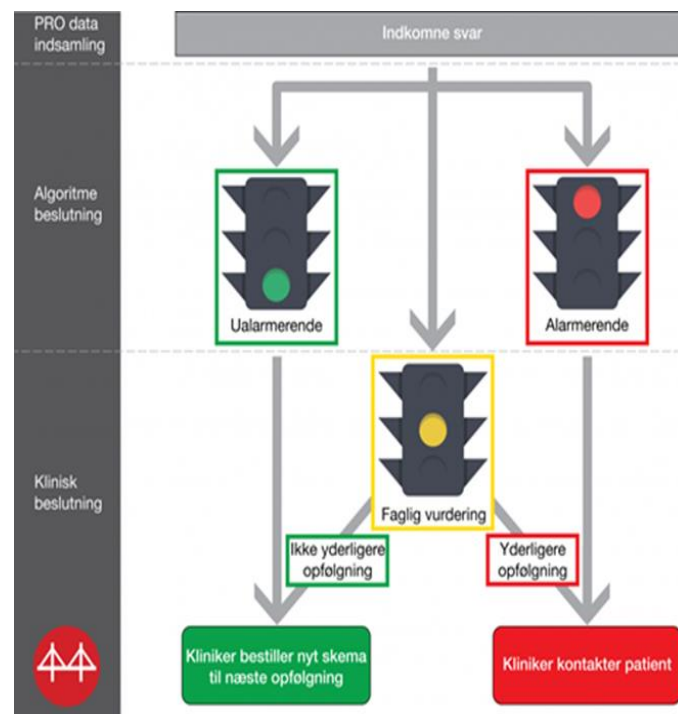 PRO data
indsamling
Indkomne svar
Algoritme
beslutning
Ualarmerende
Alarmerende
Klinisk
beslutning
Faglig vurdering
Ikke yderligere
opfølgning
Yderligere
opfølgning
Kliniker bestiller nyt skema
til næste opfølgning
Kliniker kontakter patient